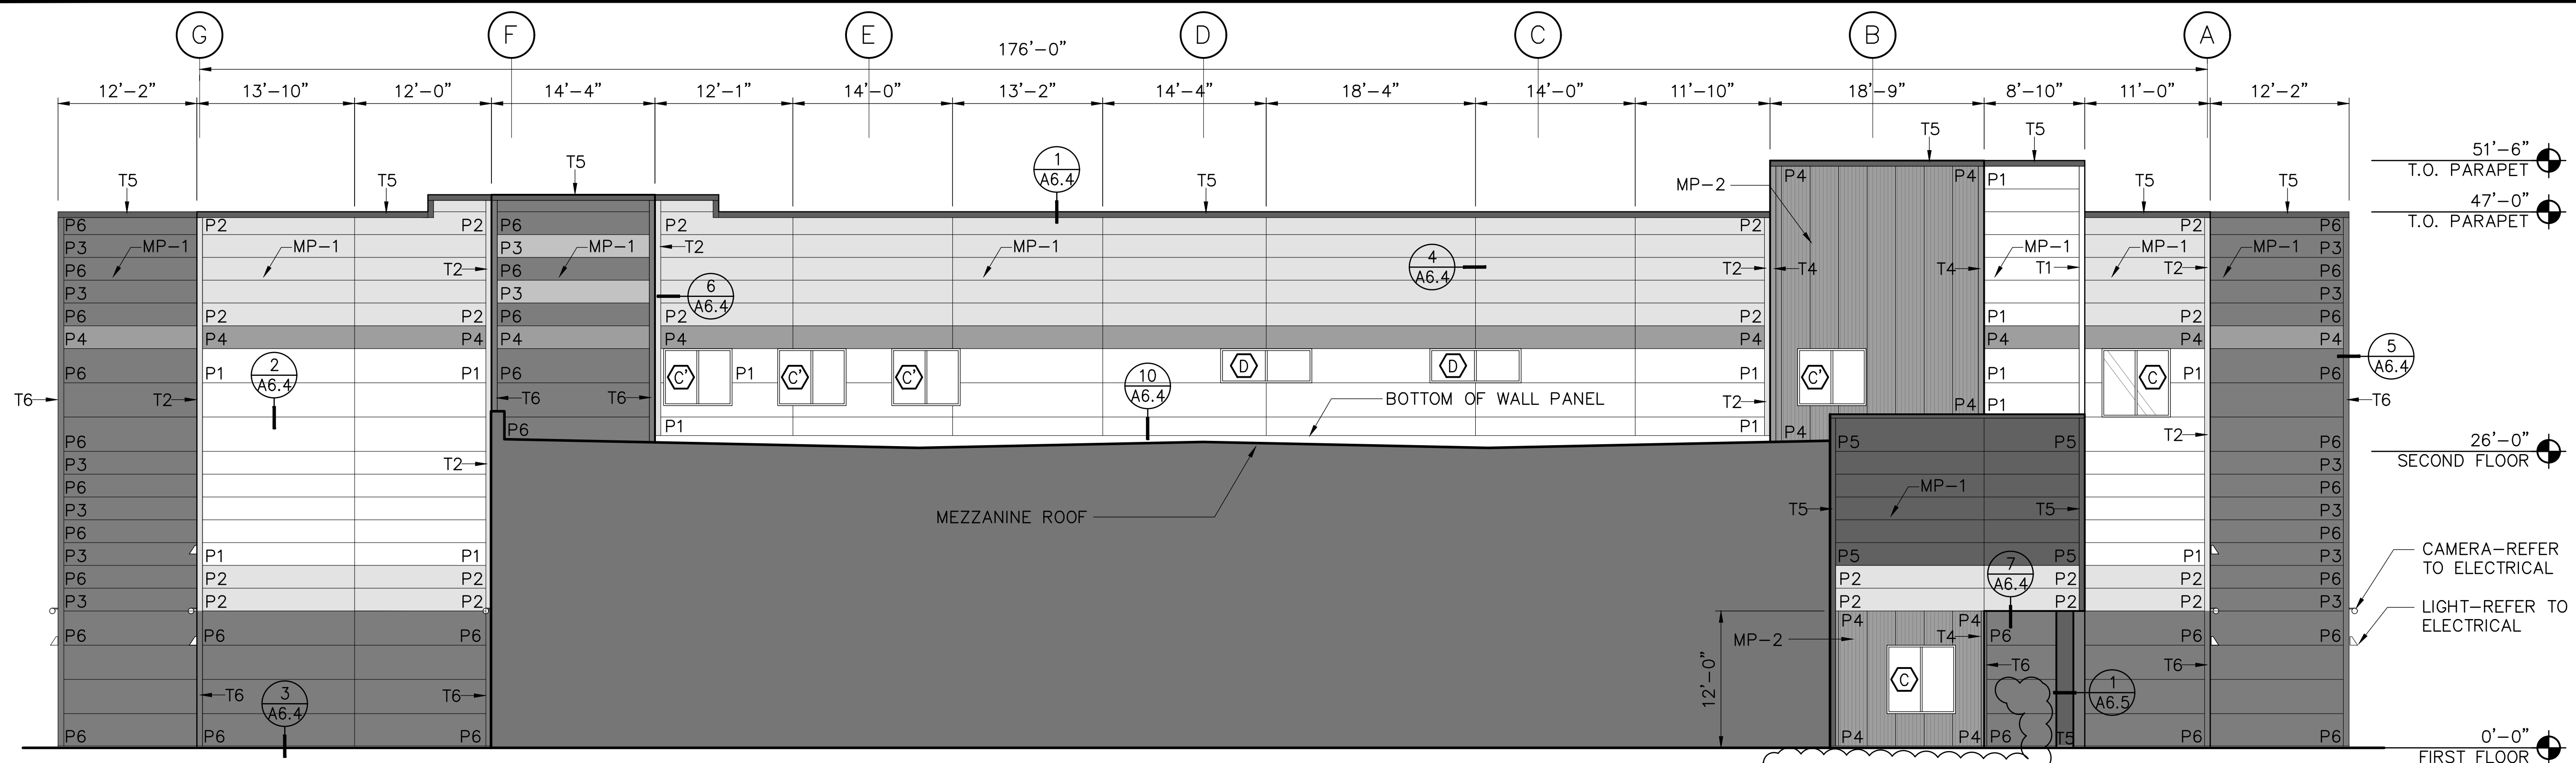 G F E D C B A
176'-0"
12'-2" 13'-10" 12'-0" 14'-4" 12'-1" 14'-0" 13'-2" 14'-4" 18'-4" 14'-0" 11'-10" 18'-9" 8'-10" 11'-0" 12'-2"
T5 T5
51'-6"
T.O. PARAPET
1
A6.4
T5
T5 T5 T5 T5 T5
MP-2 P4 P4 P1
47'-0"
T.O. PARAPET
P6 P2 P2 P6 P2 P2 P2 P6
P3 MP-1 MP-1 P3 MP-1 T2 MP-1 MP-1 MP-1 MP-1 P3
P6 T2 P6 T2 T4 T4 T1 T2 P6
4
A6.4
6
A6.4
P3 P3 P3
P6 P2 P2 P6 P2 P2 P1 P2 P6
P4 P4 P4 P4 P4 P4 P4 P4
5
A6.4
2
A6.4
P6 P1 P1 P6 C' P1 C' C' D D P1 C' P1 C P1 P6
10
A6.4
T6 T2 T6 T6 BOTTOM OF WALL PANEL T2 P4 P1 T6
P6 P1 P1 P4
P6 P5 P5 T2 P6
26'-0"
SECOND FLOOR
P3 T2 P3
P6 MP-1 P6
P3 MEZZANINE ROOF T5 T5 P3
P6 P6
P3 P1 P1 P5 P5 P1 P3
CAMERA-REFER
TO ELECTRICAL
7
A6.4
P6 P2 P2 P2 P2 P2 P6
P3 P2 P2 P2 P2 P2 P3
LIGHT-REFER TO
ELECTRICAL
P4 P4
P6 P6 P6 MP-2 T4 P6 P6 P6
T6 T6
12'-0"
C
3
A6.4
T6 T6
1
A6.5
P6 P6 P6 P4 P4 P6 T5 P6 P6
0'-0"
FIRST FLOOR